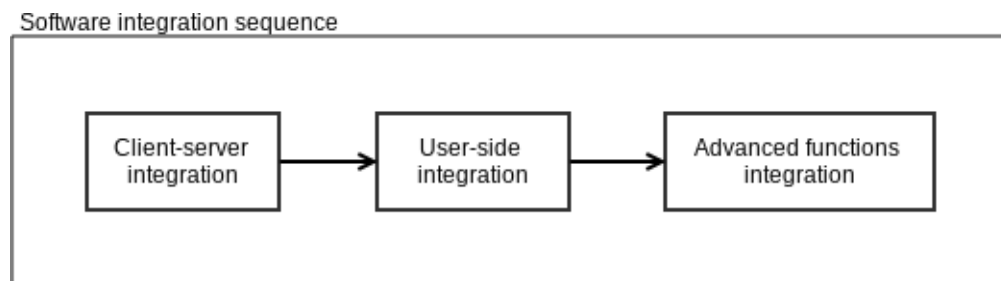 Software integration sequence
Client-server
integration
User-side
integration
Advanced functions
integration